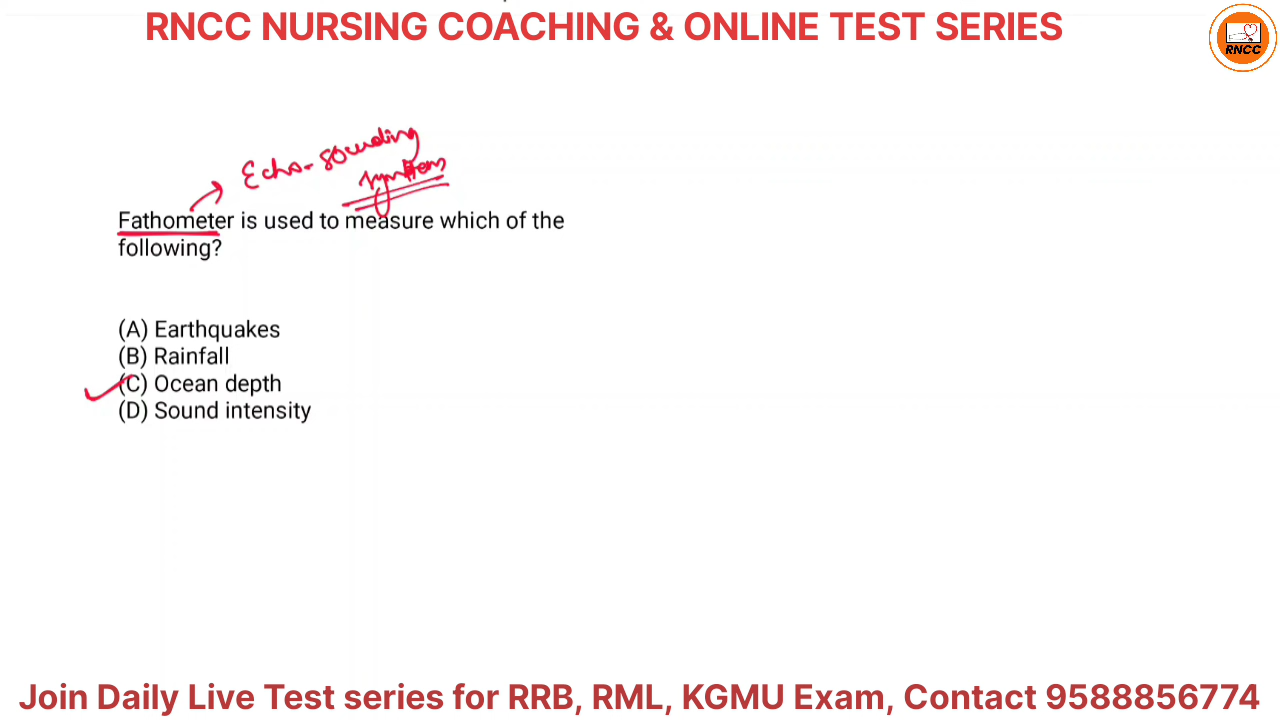 RNCC NURSING COACHING & ONLINE TEST SERIES
RNCC
Echo-sounding
system
Fathometer is used to measure which of the
following?
(A) Earthquakes
(B) Rainfall
(C) Ocean depth
(D) Sound intensity
Join Daily Live Test series for RRB, RML, KGMU Exam, Contact 9588856774